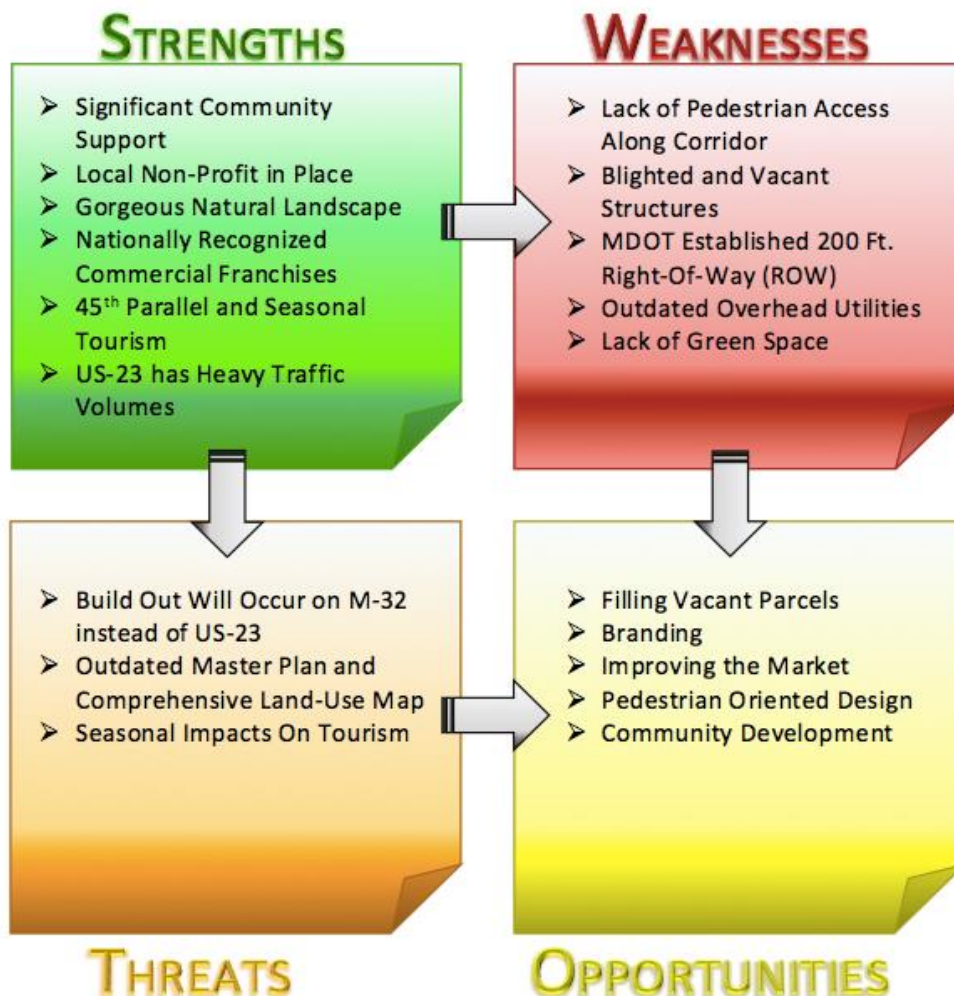 STRENGTHS
➢ Significant Community
Support
➢ Local Non-Profit in Place
➢ Gorgeous Natural Landscape
➢ Nationally Recognized
Commercial Franchises
➢ 45th Parallel and Seasonal
Tourism
➢ US-23 has Heavy Traffic
Volumes
WEAKNESSES
➢ Lack of Pedestrian Access
Along Corridor
➢ Blighted and Vacant
Structures
➢ MDOT Established 200 Ft.
Right-Of-Way (ROW)
➢ Outdated Overhead Utilities
➢ Lack of Green Space
➢ Build Out Will Occur on M-32
instead of US-23
➢ Outdated Master Plan and
Comprehensive Land-Use Map
➢ Seasonal Impacts On Tourism
THREATS
➢ Filling Vacant Parcels
➢ Branding
➢ Improving the Market
➢ Pedestrian Oriented Design
➢ Community Development
OPPORTUNITIES